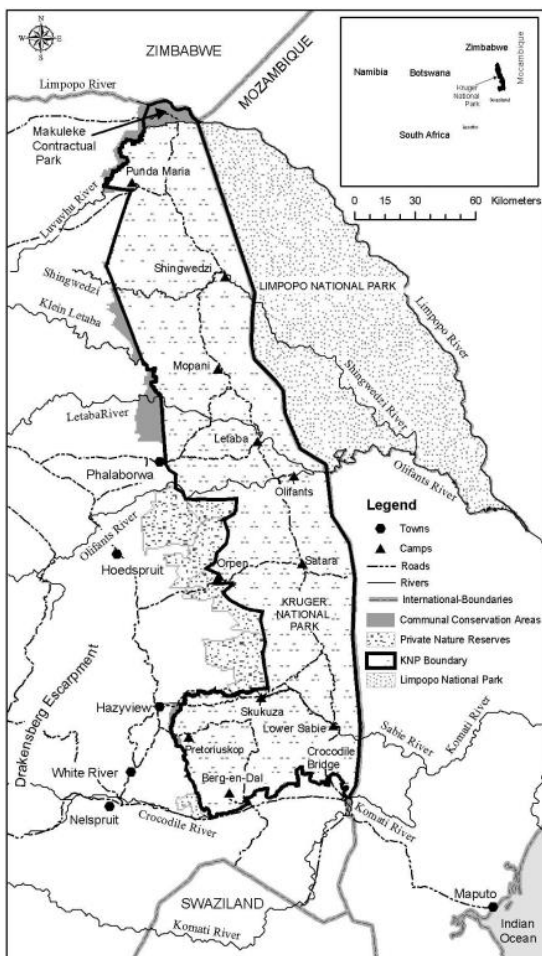 N
W
E
S
ZIMBABWE
MOZAMBIQUE
Limpopo River
Makuleke
Contractual
Park
Punda Maria
Luvuvhu River
Shingwedzi
Shingwedzi
Klein Letaba
LIMPOPO NATIONAL PARK
Limpopo River
Shingwedzi River
Mopani
LetabaRiver
Letaba
Phalaborwa
Olifants
Olifants River
Olifants River
Hoedspruit
Orpen
Satara
KRUGER
NATIONAL
PARK
Drakensberg Escarpment
Hazyview
Skukuza
Lower Sabie
Sabie River
Komati River
Pretoriuskop
Crocodile
Bridge
White River
Berg-en-Dal
Nelspruit
Crocodile River
Komati River
SWAZILAND
Komati River
Maputo
Indian
Ocean
Zimbabwe
Namibia
Botswana
Mocambique
Kruger
National
Park
Swaziland
South Africa
Lesotho
0
15
30
60
Kilometers
Legend
Towns
Camps
Roads
Rivers
International-Boundaries
Communal Conservation Areas
Private Nature Reserves
KNP Boundary
Limpopo National Park